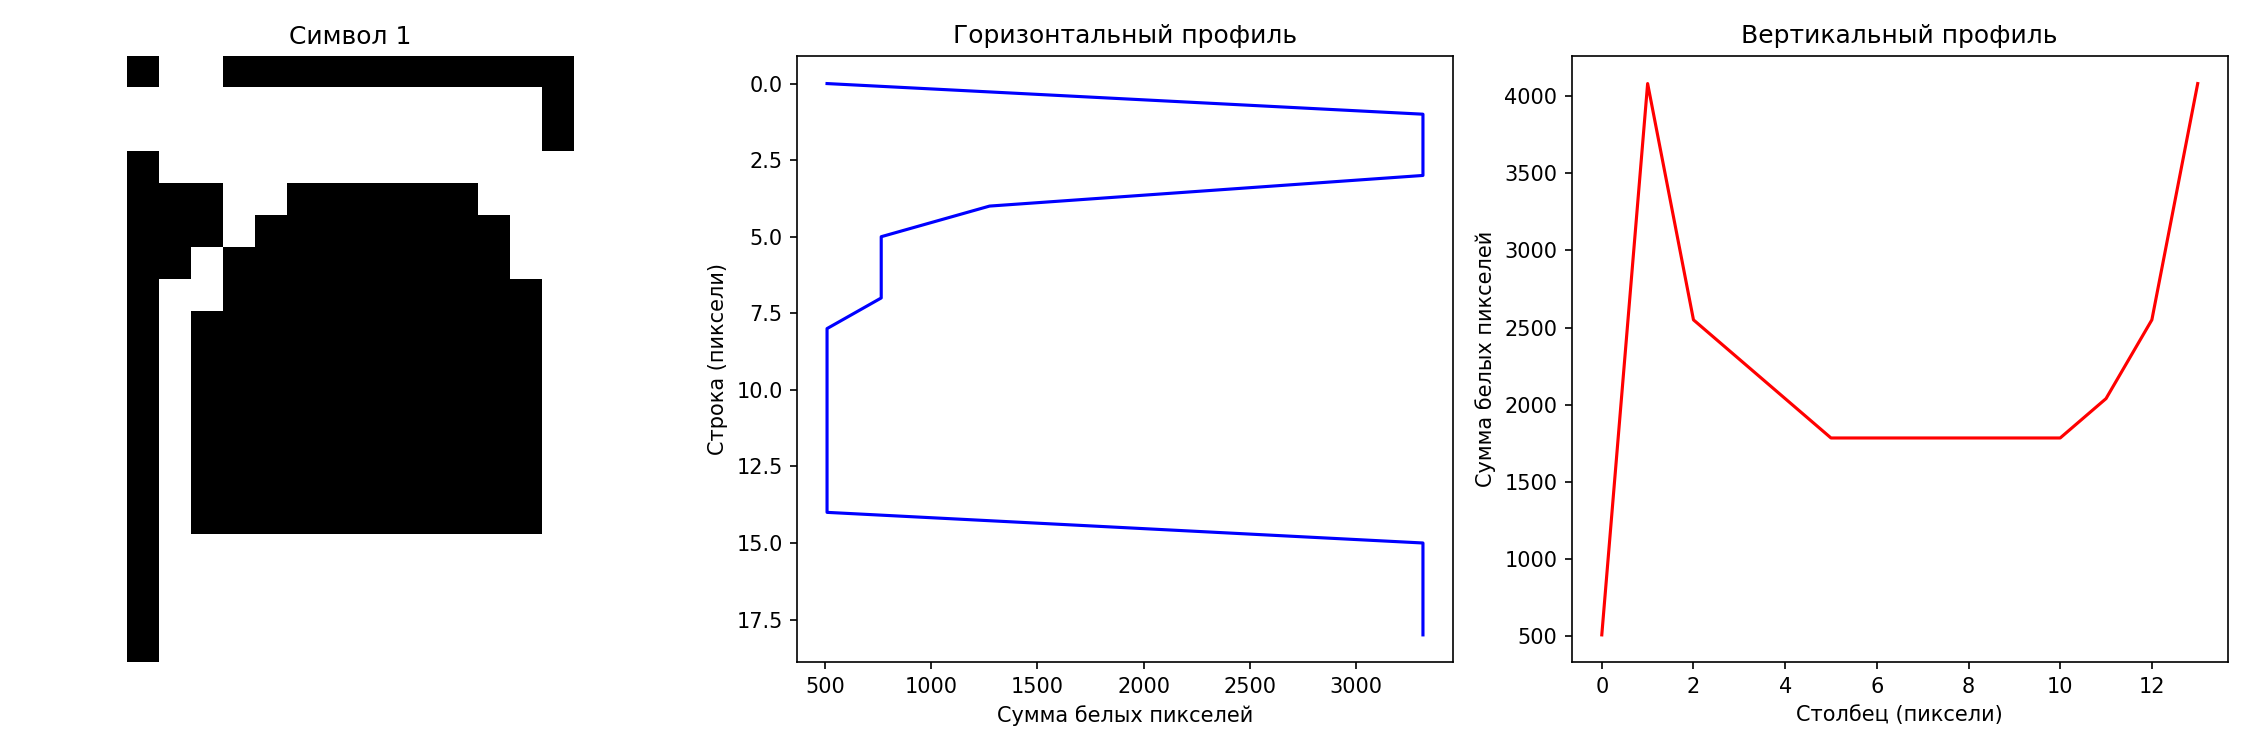 Символ 1
Горизонтальный профиль
0.0
2.5
5.0
7.5
10.0
12.5
15.0
17.5
Строка (пиксели)
500 1000 1500 2000 2500 3000
Сумма белых пикселей
Вертикальный профиль
4000
3500
3000
2500
2000
1500
1000
500
Сумма белых пикселей
0 2 4 6 8 10 12
Столбец (пиксели)